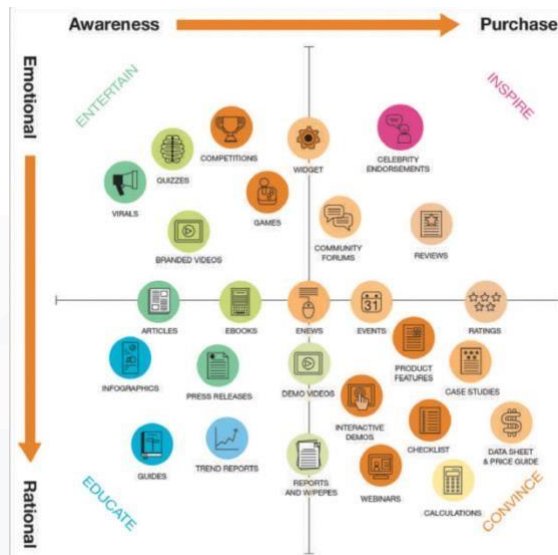 Awareness
Purchase
Emotional
Rational
ENTERTAIN
INSPIRE
COMPETITIONS
WIDGET
CELEBRITY
ENDORSEMENTS
QUIZZES
VIRALS
GAMES
BRANDED VIDEOS
COMMUNITY
FORUMS
REVIEWS
31
ARTICLES
EBOOKS
ENEWS
EVENTS
RATINGS
INFOGRAPHICS
PRESS RELEASES
DEMO VIDEOS
PRODUCT
FEATURES
CASE STUDIES
INTERACTIVE
DEMOS
CHECKLIST
DATA SHEET
& PRICE GUIDE
GUIDES
TREND REPORTS
REPORTS
AND W/PEPES
WEBINARS
CALCULATIONS
EDUCATE
CONVINCE